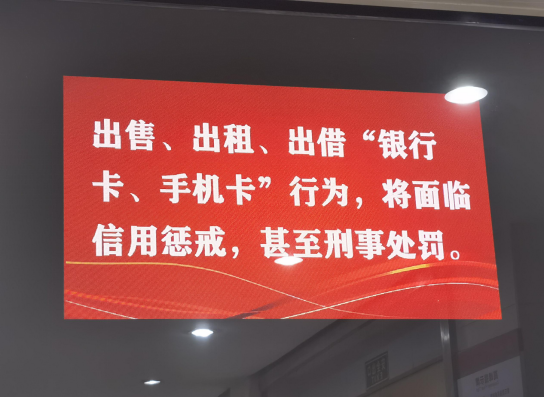 出售、出租、出借“银行
卡、手机卡”行为，将面临
信用惩戒，甚至刑事处罚。